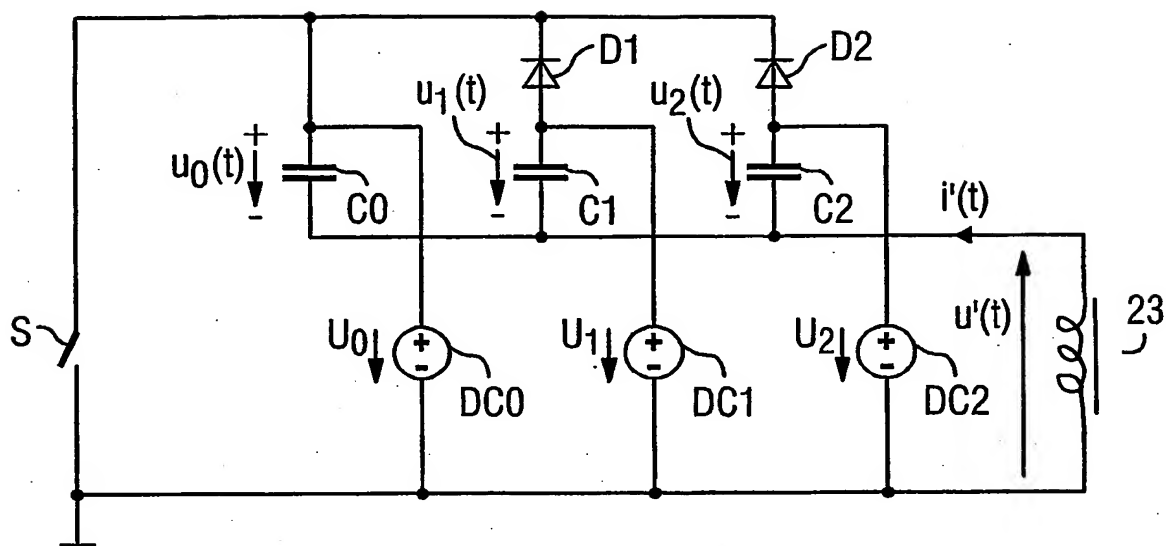 D1
D2
u₁(t)
u₂(t)
+
+
+
u₀(t)
-
-
-
C0
C1
C2
i'(t)
S
U₀
+
-
DC0
U₁
+
-
DC1
U₂
+
-
DC2
u'(t)
23